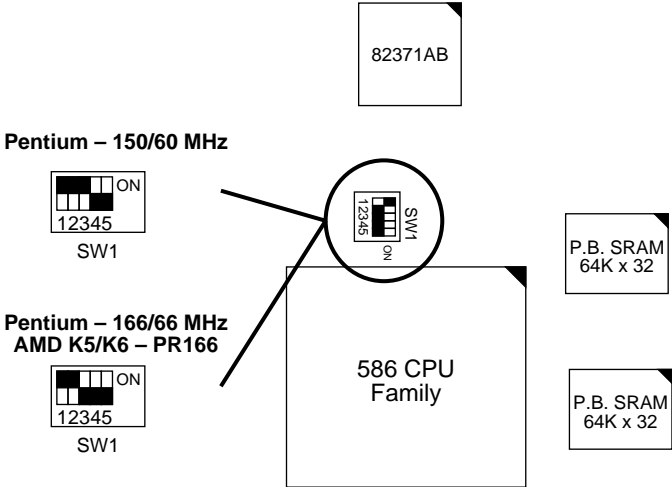 82371AB
Pentium – 150/60 MHz
ON
12345
SW1
SW1
12345
ON
P.B. SRAM
64K x 32
Pentium – 166/66 MHz
AMD K5/K6 – PR166
ON
12345
SW1
586 CPU
Family
P.B. SRAM
64K x 32